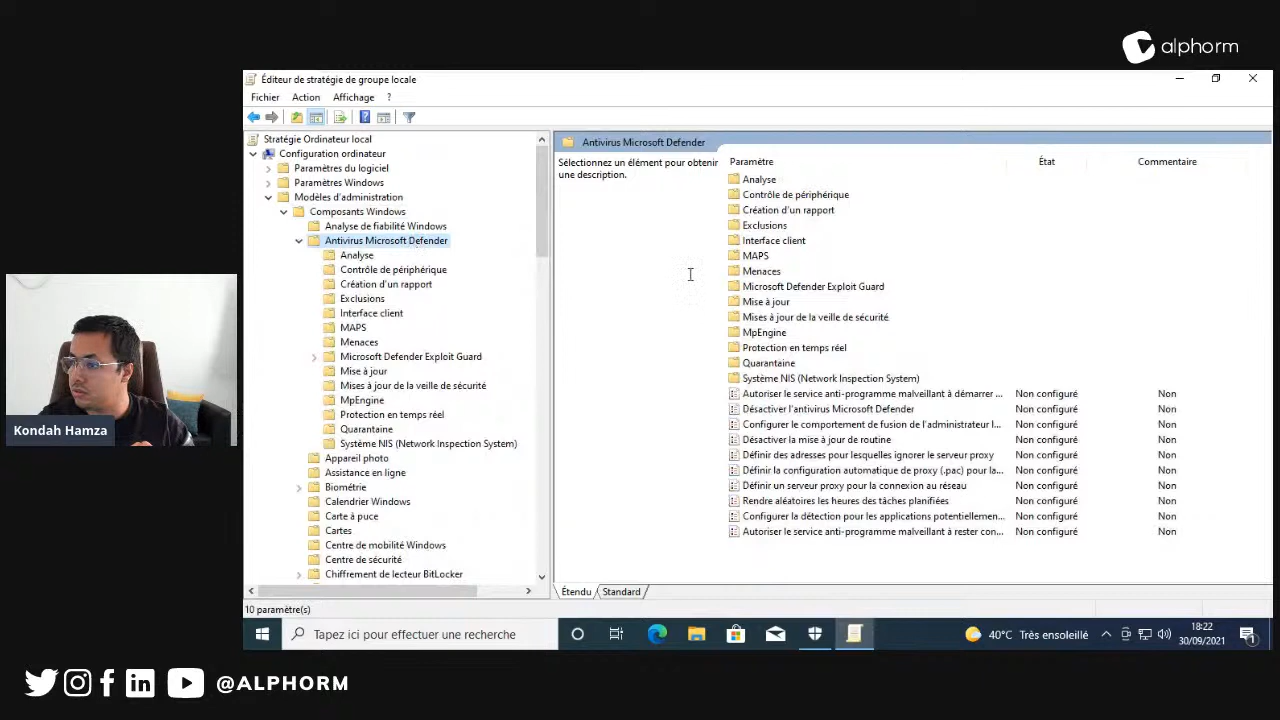 alphorm
Éditeur de stratégie de groupe locale
Fichier Action Affichage ?
Stratégie Ordinateur local
Configuration ordinateur
Paramètres du logiciel
Paramètres Windows
Modèles d'administration
Composants Windows
Analyse de fiabilité Windows
Antivirus Microsoft Defender
Analyse
Contrôle de périphérique
Création d'un rapport
Exclusions
Interface client
MAPS
Menaces
Microsoft Defender Exploit Guard
Mise à jour
Mises à jour de la veille de sécurité
MpEngine
Protection en temps réel
Quarantaine
Système NIS (Network Inspection System)
Appareil photo
Assistance en ligne
Biométrie
Calendrier Windows
Carte à puce
Cartes
Centre de mobilité Windows
Centre de sécurité
Chiffrement de lecteur BitLocker
Antivirus Microsoft Defender
Sélectionnez un élément pour obtenir
une description.
Paramètre État Commentaire
Analyse
Contrôle de périphérique
Création d'un rapport
Exclusions
Interface client
MAPS
Menaces
Microsoft Defender Exploit Guard
Mise à jour
Mises à jour de la veille de sécurité
MpEngine
Protection en temps réel
Quarantaine
Système NIS (Network Inspection System)
Autoriser le service anti-programme malveillant à démarrer ... Non configuré Non
Désactiver l'antivirus Microsoft Defender Non configuré Non
Configurer le comportement de fusion de l'administrateur l... Non configuré Non
Désactiver la mise à jour de routine Non configuré Non
Définir des adresses pour lesquelles ignorer le serveur proxy Non configuré Non
Définir la configuration automatique de proxy (.pac) pour la... Non configuré Non
Définir un serveur proxy pour la connexion au réseau Non configuré Non
Rendre aléatoires les heures des tâches planifiées Non configuré Non
Configurer la détection pour les applications potentiellemen... Non configuré Non
Autoriser le service anti-programme malveillant à rester con... Non configuré Non
Étendu Standard
10 paramètre(s)
Tapez ici pour effectuer une recherche
40°C Très ensoleillé
18:22
30/09/2021
1
Kondah Hamza
in
@ALPHORM